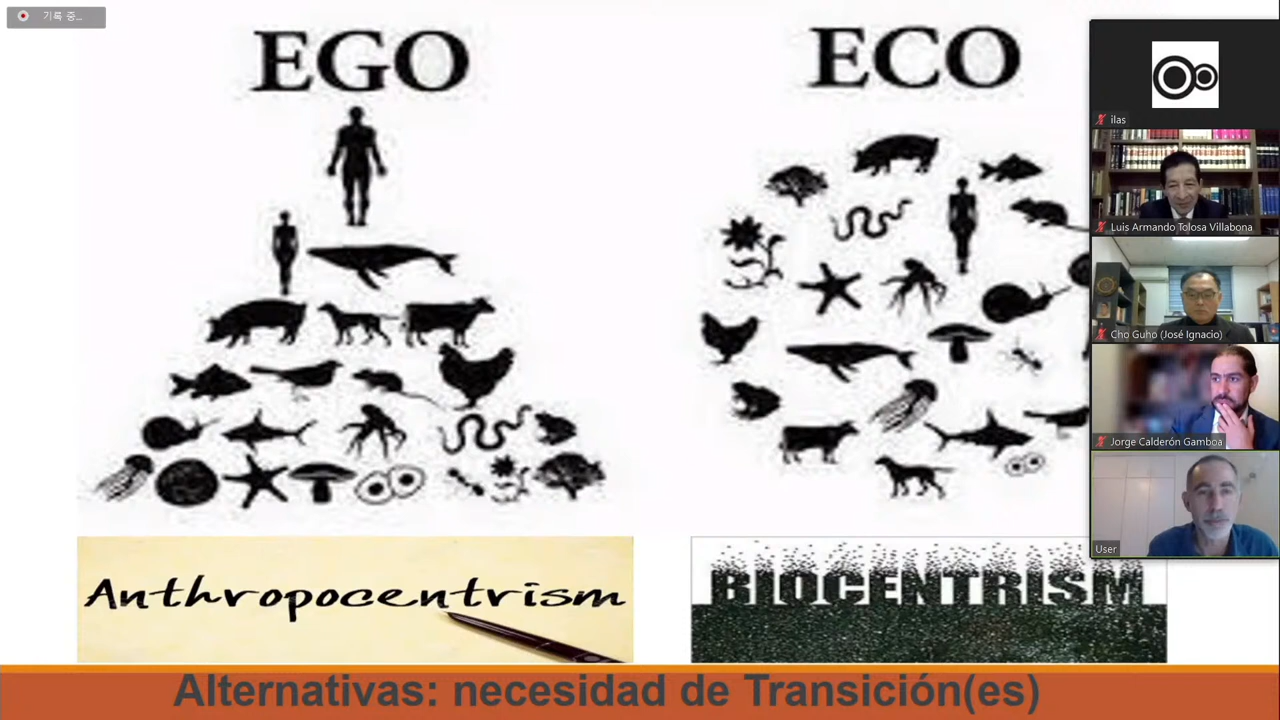 기록 중...
EGO
ECO
Anthropocentrism
BIOCENTRISM
Alternativas: necesidad de Transición(es)
ilas
Luis Armando Tolosa Villabona
Cho Guho (José Ignacio)
Jorge Calderón Gamboa
User